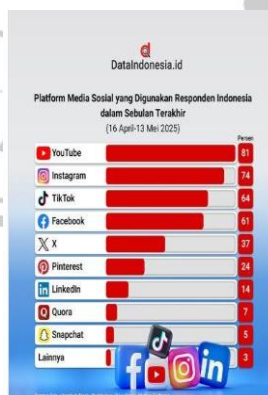 DataIndonesia.id
Platform Media Sosial yang Digunakan Responden Indonesia
dalam Sebulan Terakhir
(16 April-13 Mei 2025)
Persen
YouTube 81
Instagram 74
TikTok 64
Facebook 61
X 37
Pinterest 24
LinkedIn 14
Quora 7
Snapchat 5
Lainnya 3